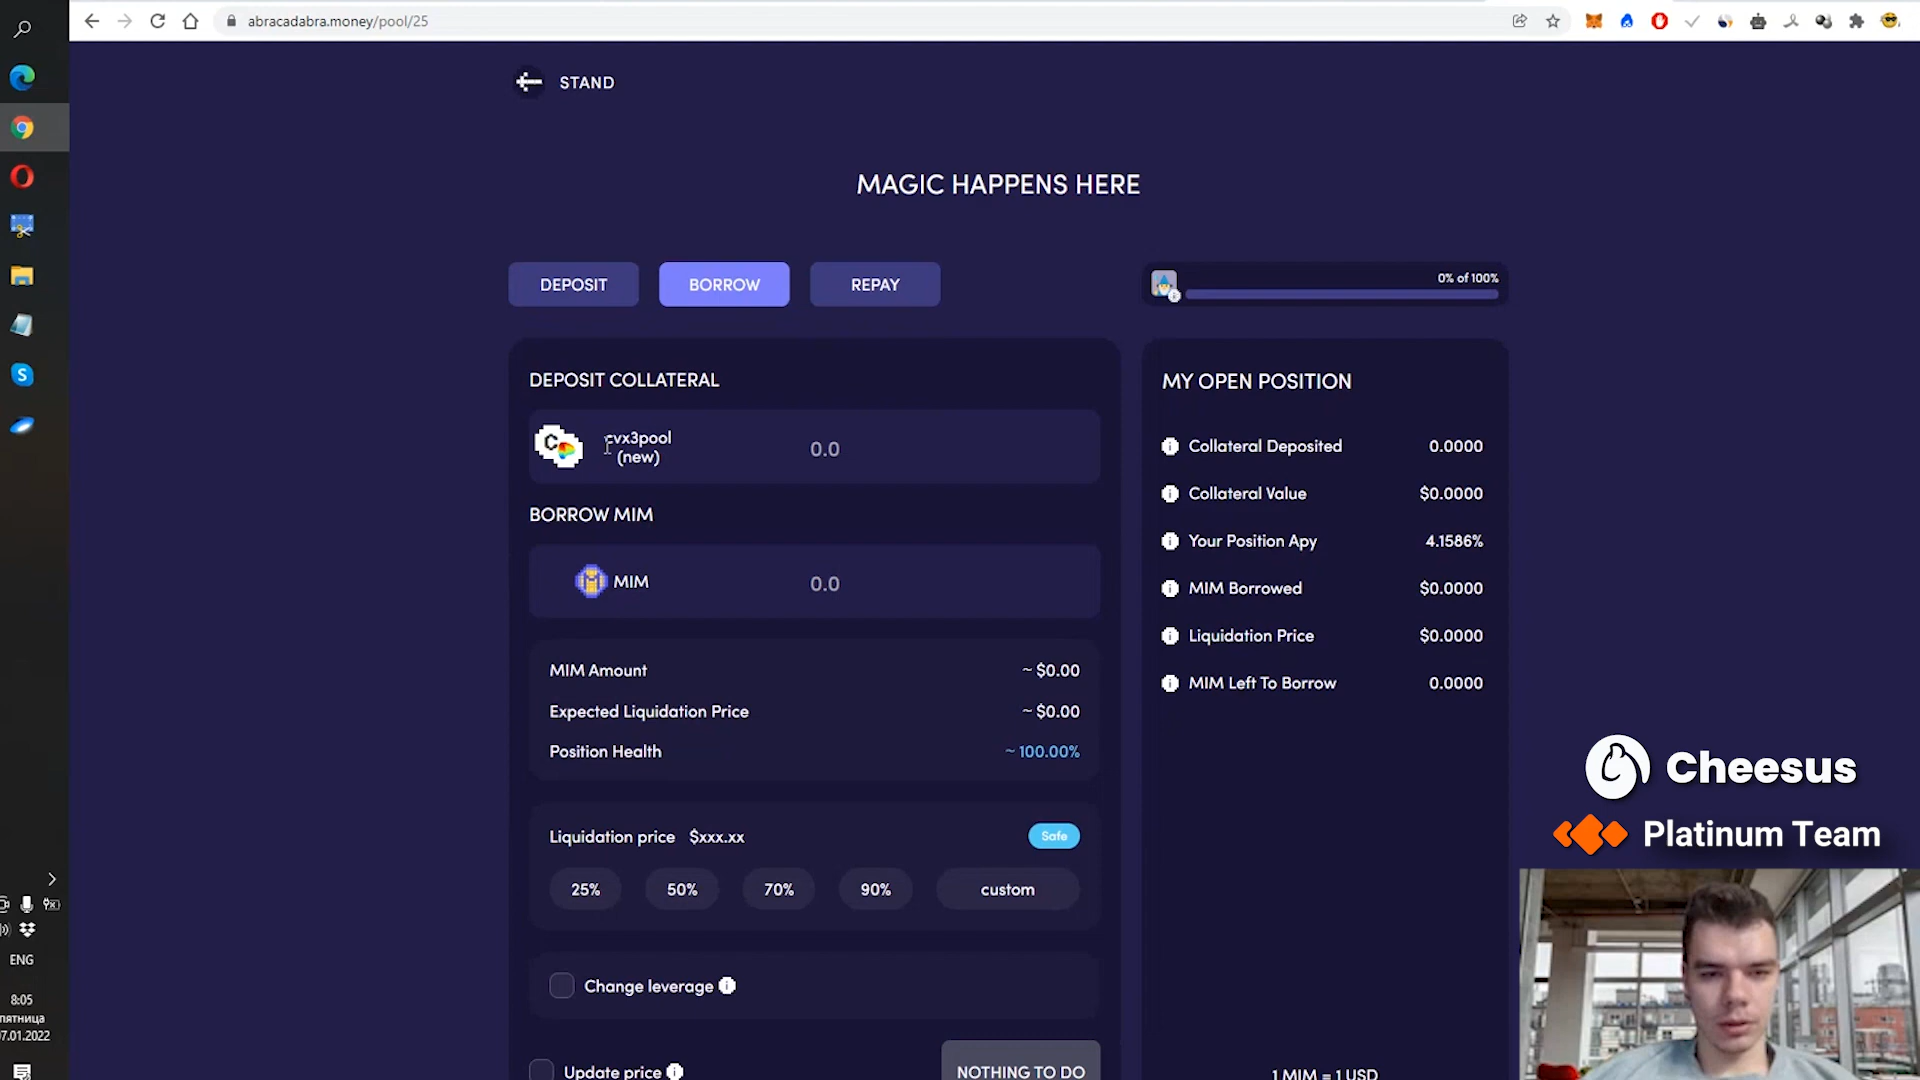 abracadabra.money/pool/25
STAND
MAGIC HAPPENS HERE
DEPOSIT
BORROW
REPAY
0% of 100%
DEPOSIT COLLATERAL
cvx3pool
(new)
0.0
BORROW MIM
MIM
0.0
MIM Amount
~ $0.00
Expected Liquidation Price
~ $0.00
Position Health
~ 100.00%
Liquidation price $xxx.xx
Safe
25%
50%
70%
90%
custom
Change leverage
Update price
NOTHING TO DO
MY OPEN POSITION
Collateral Deposited
0.0000
Collateral Value
$0.0000
Your Position Apy
4.1586%
MIM Borrowed
$0.0000
Liquidation Price
$0.0000
MIM Left To Borrow
0.0000
1 MIM = 1 USD
Cheesus
Platinum Team
ENG
8:05
пятница
7.01.2022